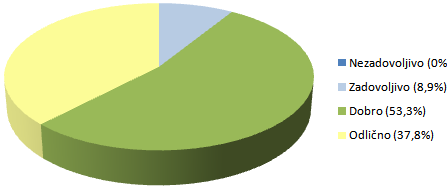 Nezadovoljivo (0%
Zadovoljivo (8,9%)
Dobro (53,3%)
Odlično (37,8%)